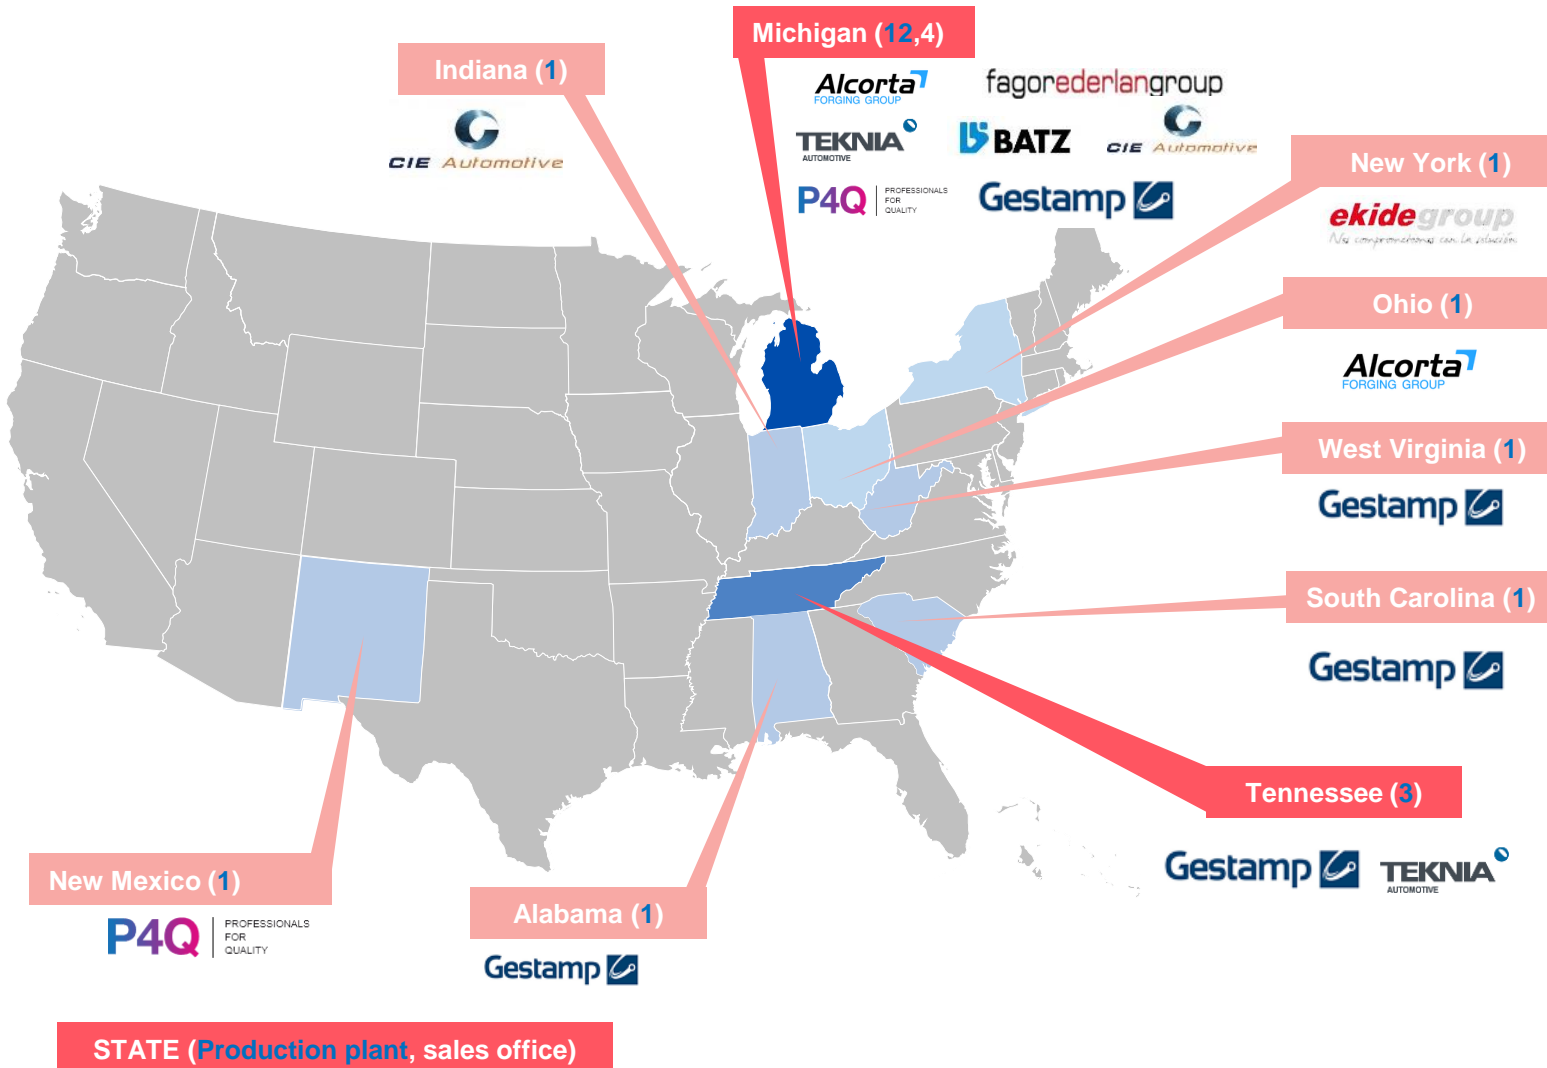 Michigan (12,4)
Alcorta
FORGING GROUP
fagorederlangroup
TEKNIA
AUTOMOTIVE
BATZ
CIE Automotive
P4Q
PROFESSIONALS
FOR
QUALITY
Gestamp
Indiana (1)
CIE Automotive
New York (1)
ekidegroup
Ohio (1)
Alcorta
FORGING GROUP
West Virginia (1)
Gestamp
South Carolina (1)
Gestamp
Tennessee (3)
Gestamp
TEKNIA
AUTOMOTIVE
New Mexico (1)
P4Q
PROFESSIONALS
FOR
QUALITY
Alabama (1)
Gestamp
STATE (Production plant, sales office)